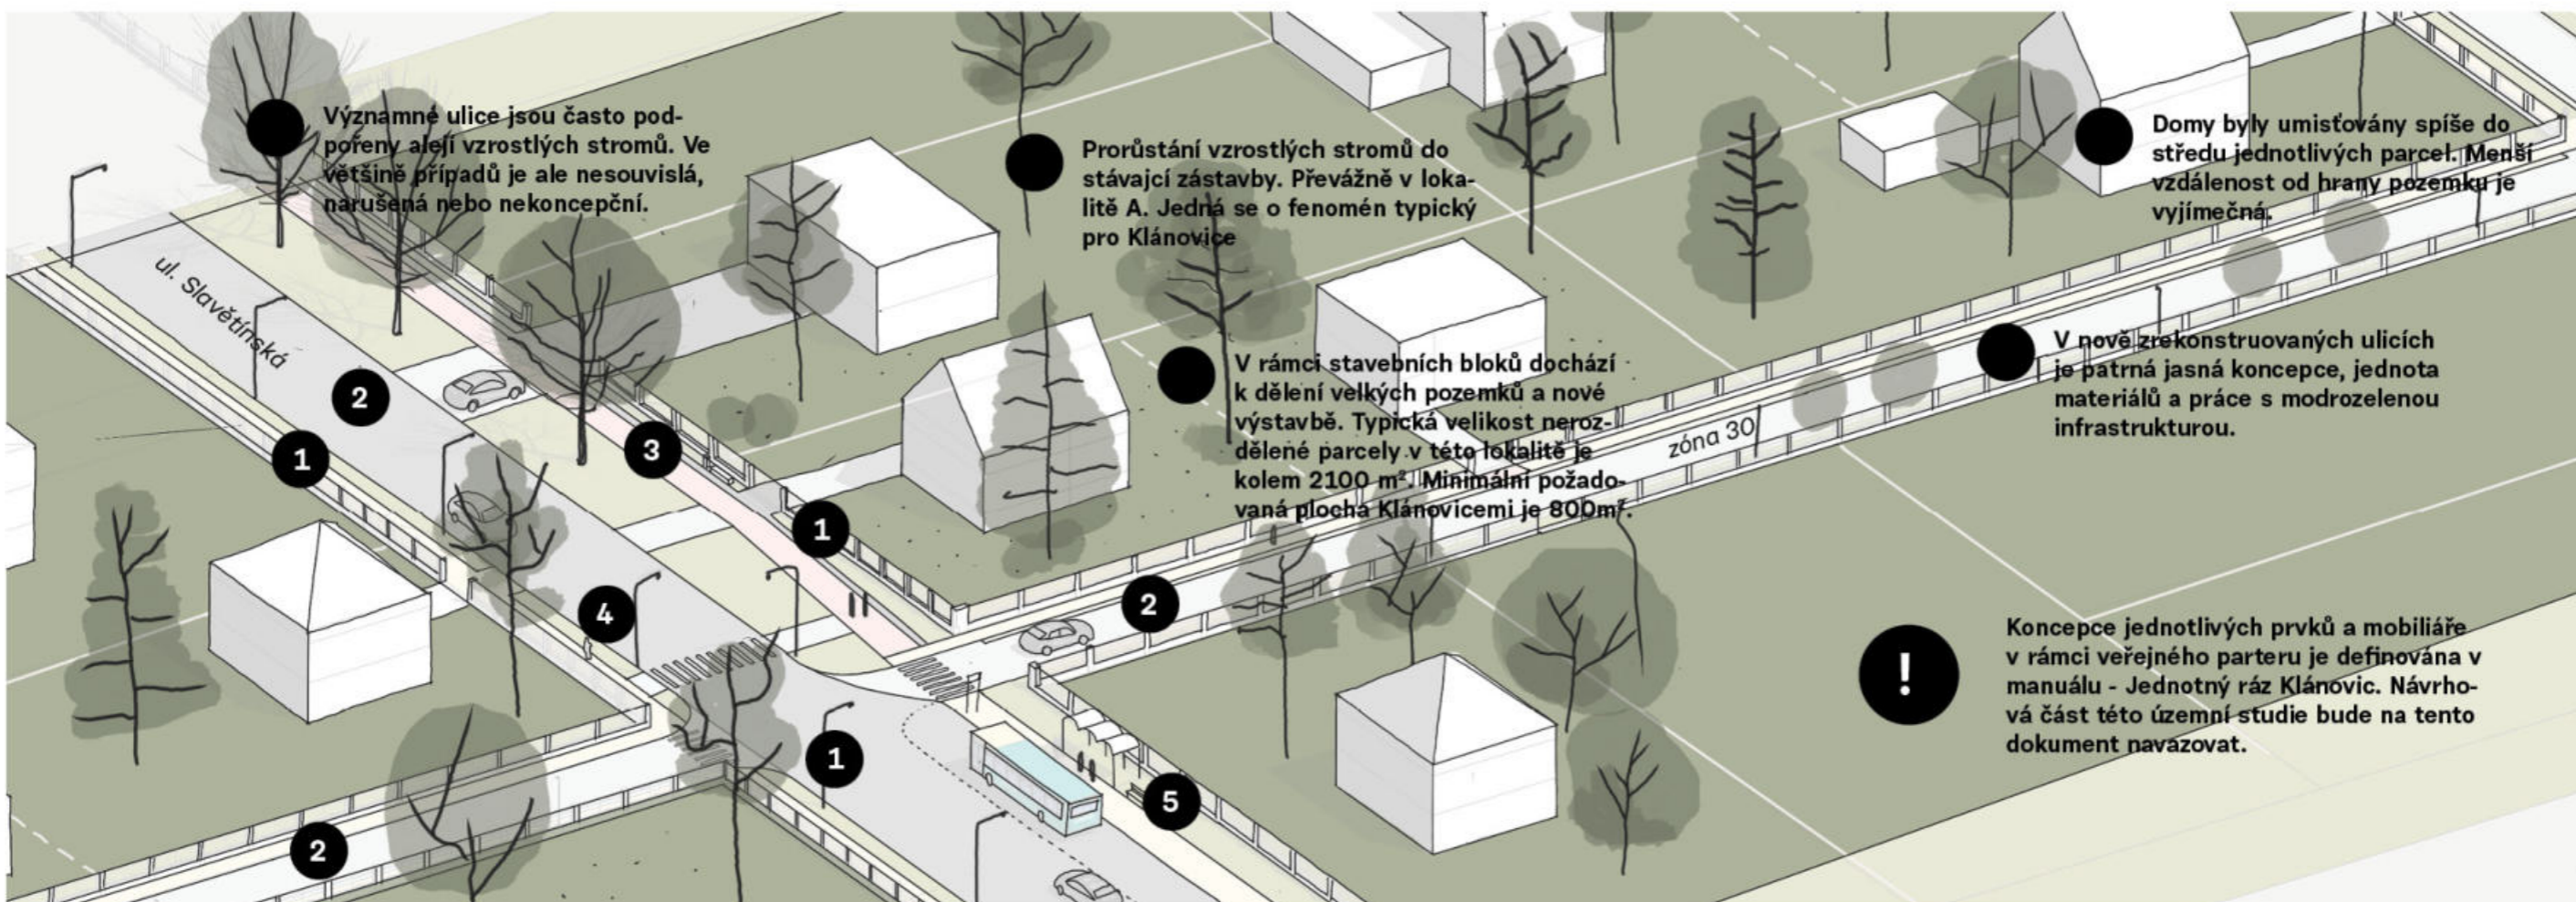 Významné ulice jsou často pod-
pořeny alejí vzrostlých stromů. Ve
většině případů je ale nesouvislá,
narušená nebo nekoncepční.
Prorůstání vzrostlých stromů do
stávajcí zástavby. Převážně v loka-
litě A. Jedná se o fenomén typický
pro Klánovice
Domy byly umisťovány spíše do
středu jednotlivých parcel. Menší
vzdálenost od hrany pozemku je
vyjímečná.
ul. Slavětínská
V rámci stavebních bloků dochází
k dělení velkých pozemků a nové
výstavbě. Typická velikost neroz-
dělené parcely v této lokalitě je
kolem 2100 m². Minimální požado-
vaná plocha Klánovicemi je 800m².
V nově zrekonstruovaných ulicích
je patrná jasná koncepce, jednota
materiálů a práce s modrozelenou
infrastrukturou.
zóna 30
2
1
3
1
2
4
1
5
2
!
Koncepce jednotlivých prvků a mobiliáře
v rámci veřejného parteru je definována v
manuálu - Jednotný ráz Klánovic. Návrho-
vá část této územní studie bude na tento
dokument navazovat.